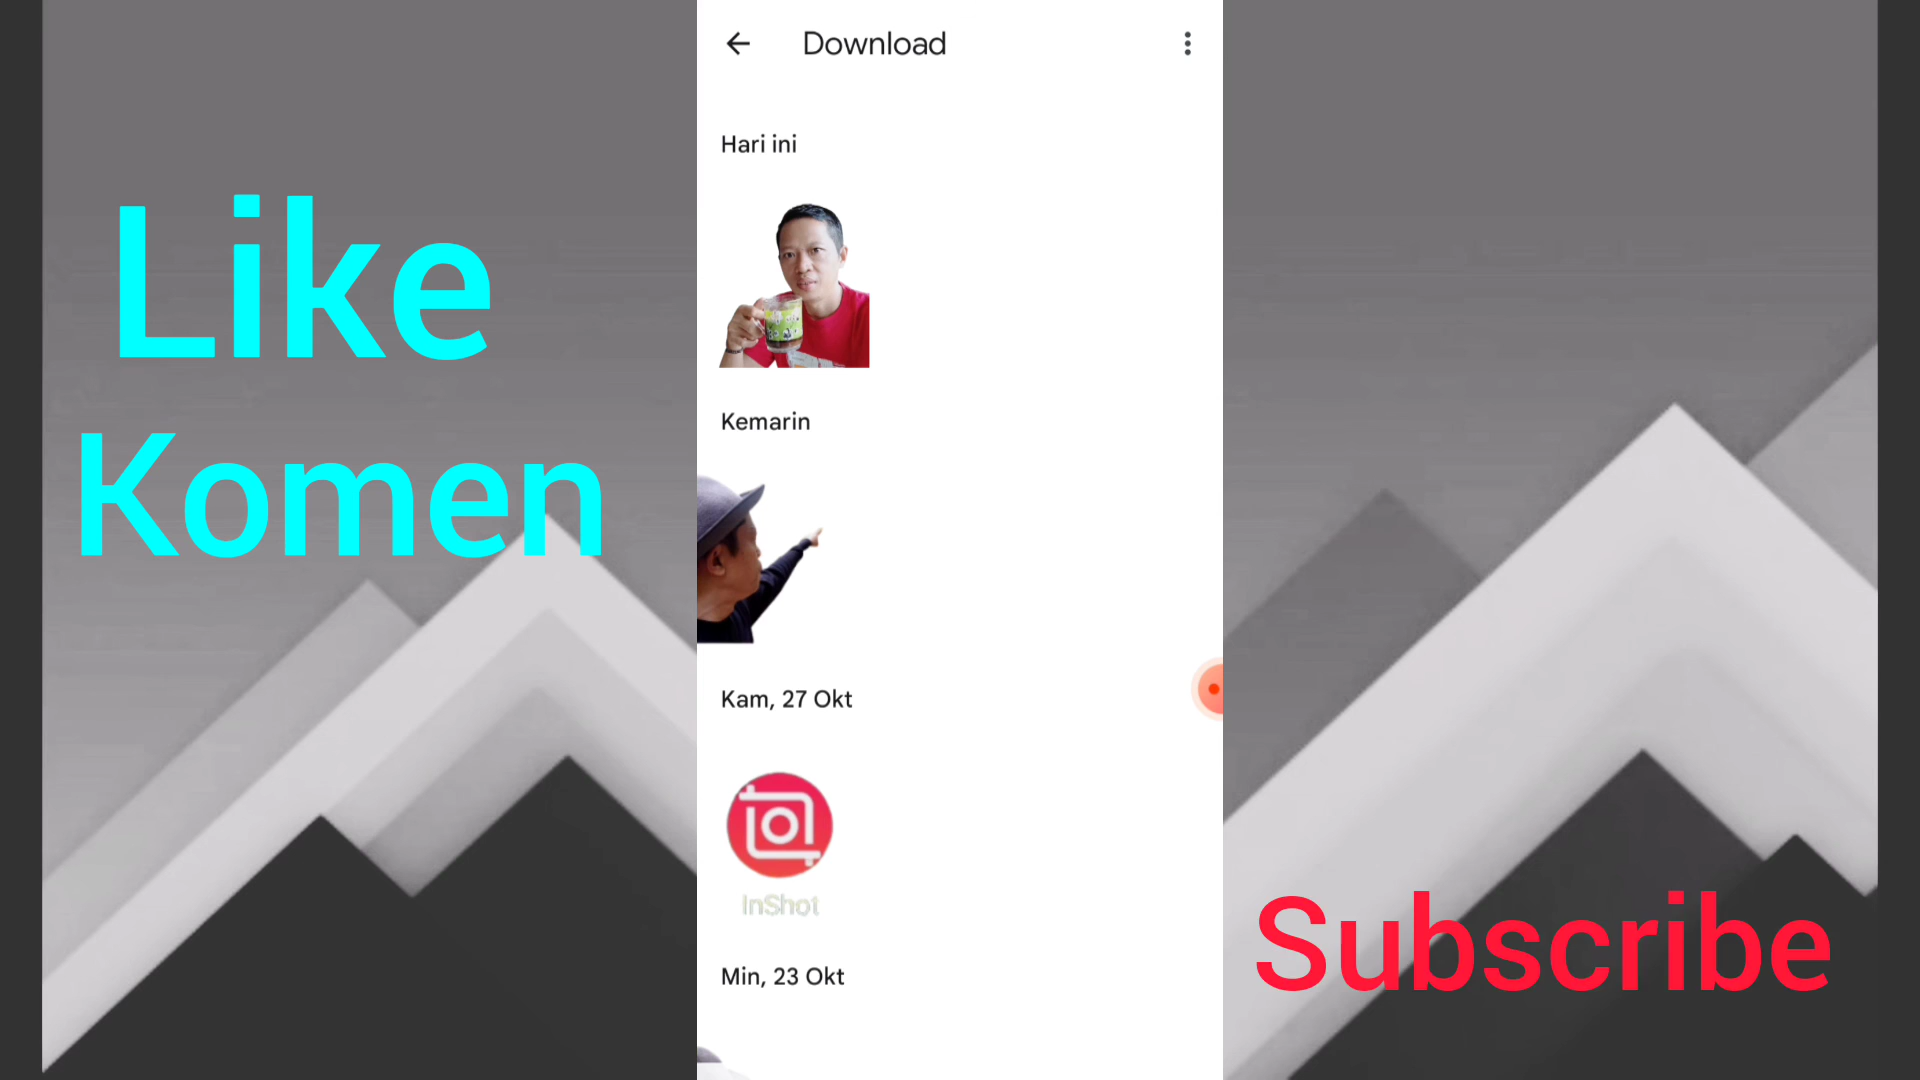 Download
Hari ini
Like
Komen
Kemarin
Kam, 27 Okt
InShot
Min, 23 Okt
Subscribe